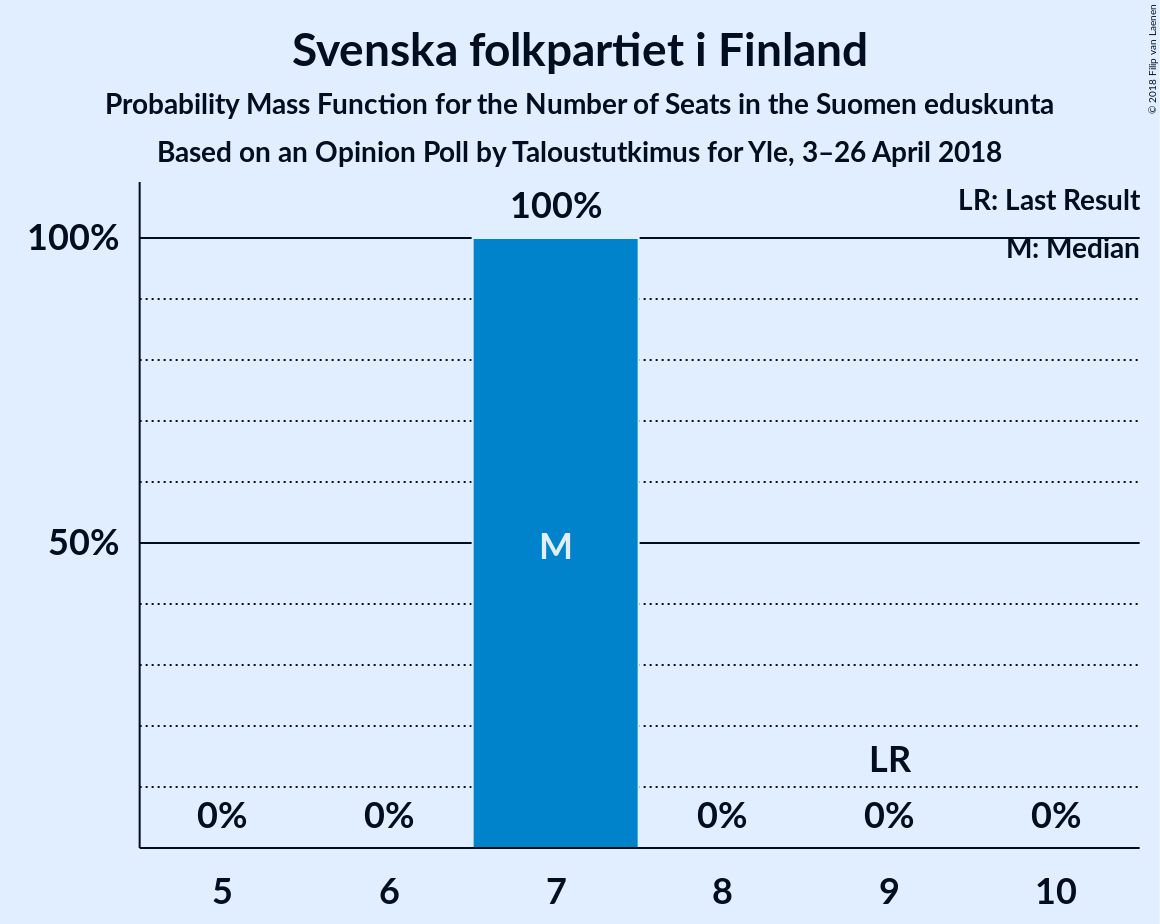 Svenska folkpartiet i Finland
Probability Mass Function for the Number of Seats in the Suomen eduskunta
Based on an Opinion Poll by Taloustutkimus for Yle, 3–26 April 2018
© 2018 Filip van Laenen
LR: Last Result
M: Median
100%
100%
50%
M
LR
0% 0% 0% 0% 0%
5 6 7 8 9 10